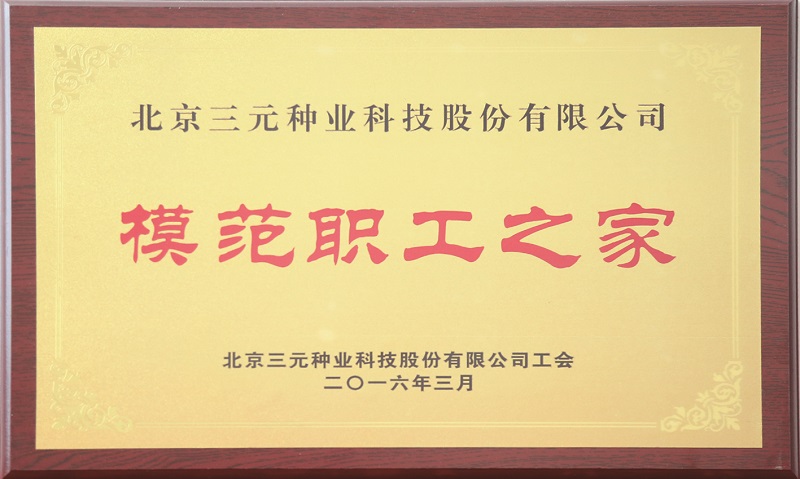 北京三元种业科技股份有限公司
模范职工之家
北京三元种业科技股份有限公司工会
二〇一六年三月